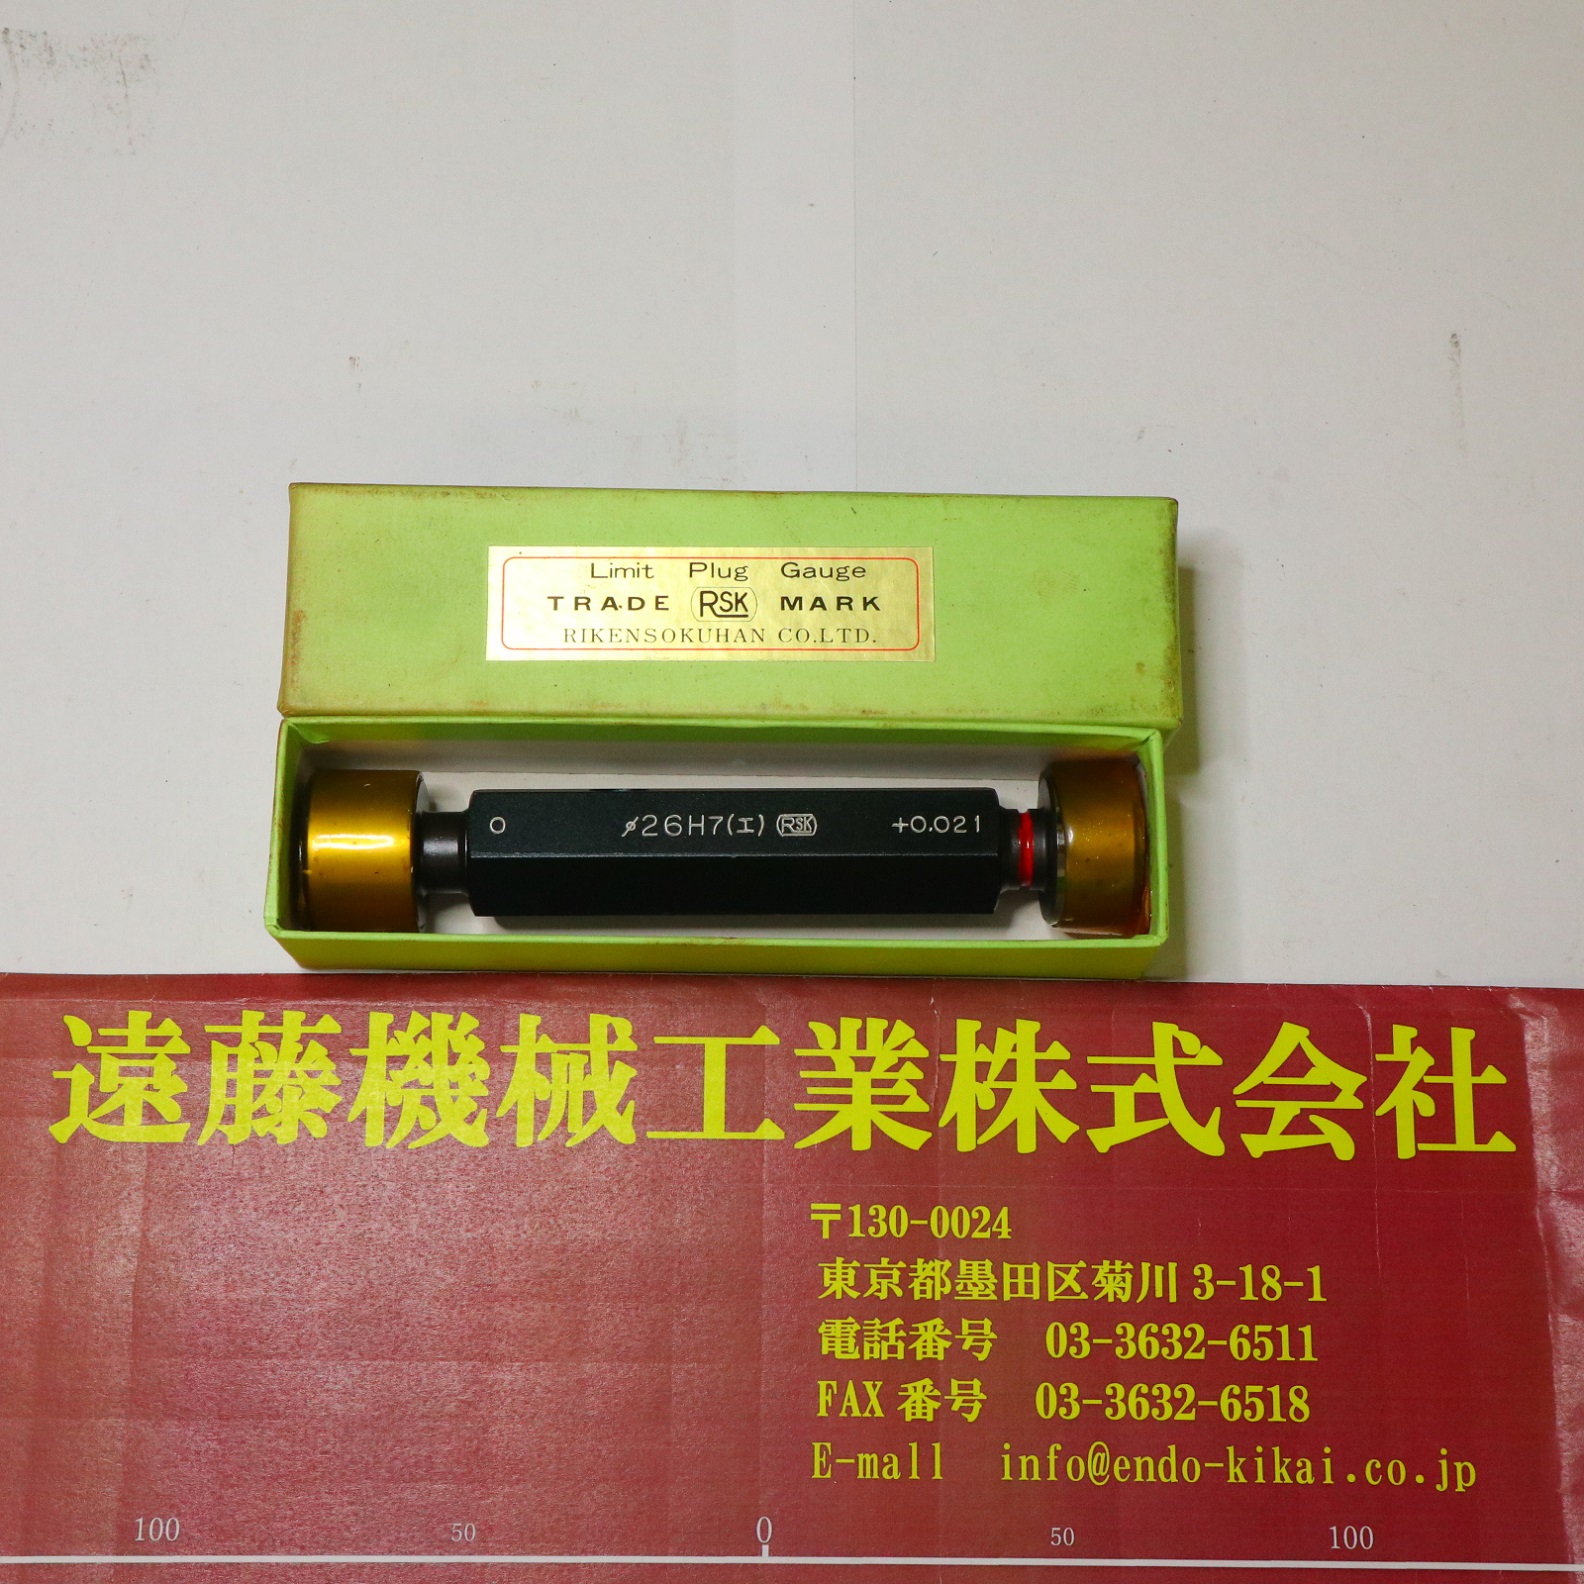 Limit Plug Gauge
TRADE RSK MARK
RIKENSOKUHAN CO.LTD.
0 ⌀26H7(エ) RSK +0.021
遠藤機械工業株式会社
〒130-0024
東京都墨田区菊川 3-18-1
電話番号 03-3632-6511
FAX 番号 03-3632-6518
E-mall info@endo-kikai.co.jp
100 50 0 50 100